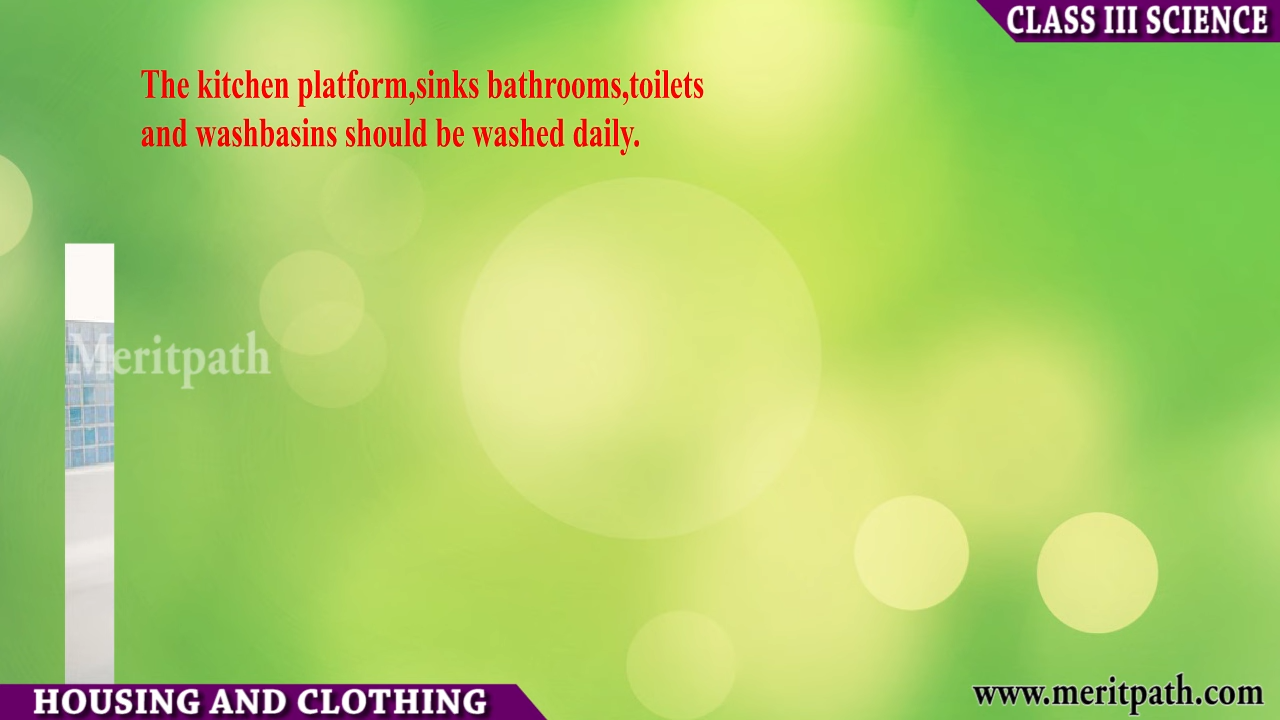 CLASS III SCIENCE
The kitchen platform,sinks bathrooms,toilets
and washbasins should be washed daily.
Meritpath
HOUSING AND CLOTHING
www.meritpath.com